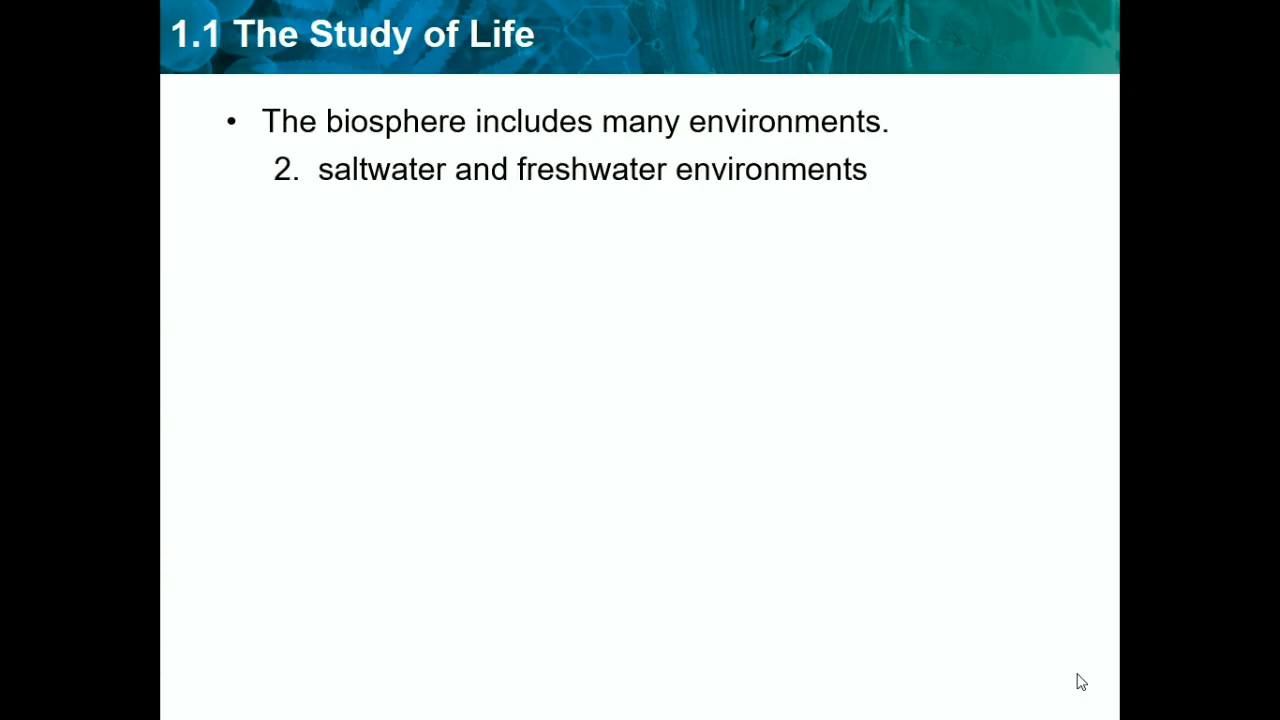 1.1 The Study of Life
• The biosphere includes many environments.
2. saltwater and freshwater environments